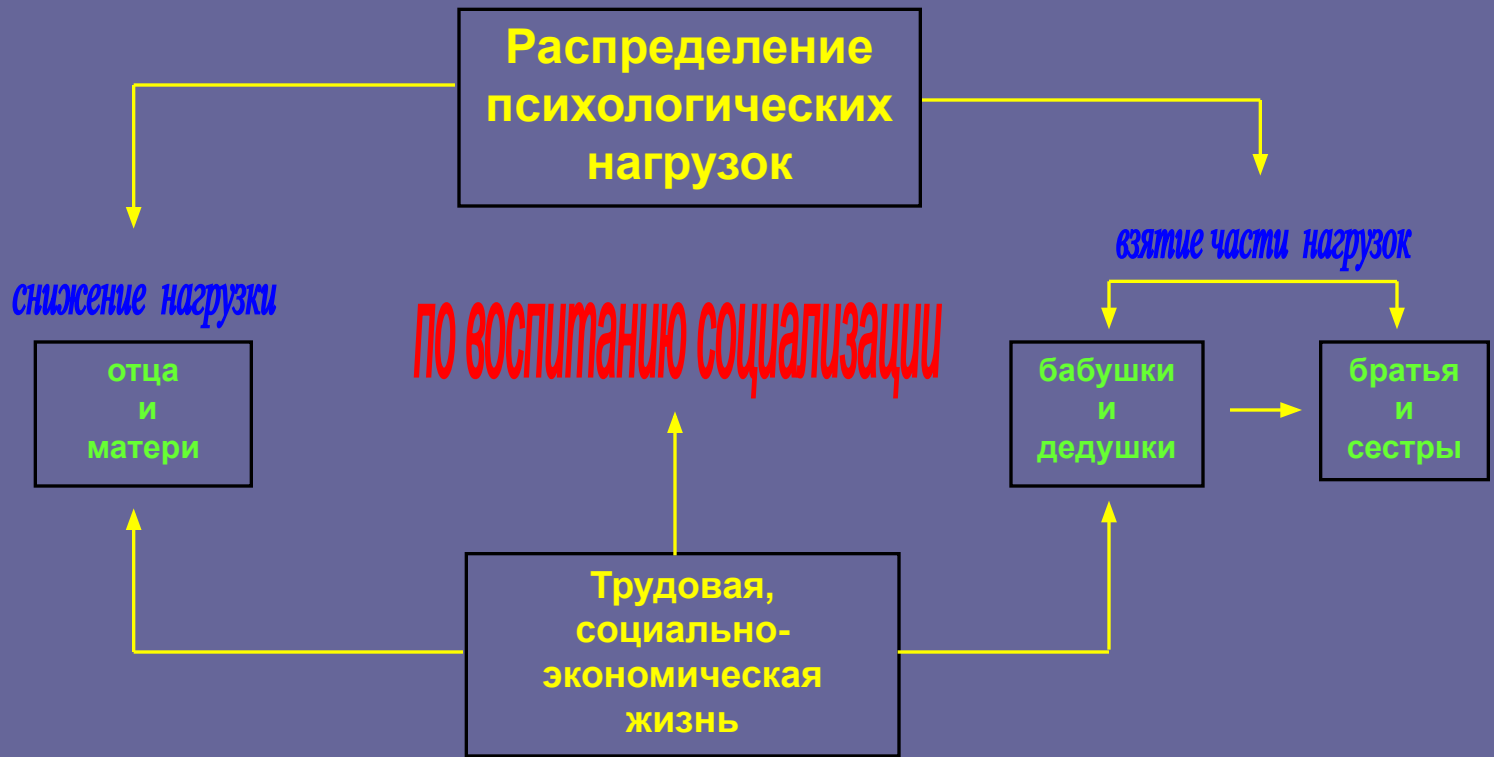 Распределение
психологических
нагрузок
взятие части нагрузок
снижение нагрузки
по воспитанию социализации
отца
и
матери
бабушки
и
дедушки
братья
и
сестры
Трудовая,
социально-
экономическая
жизнь